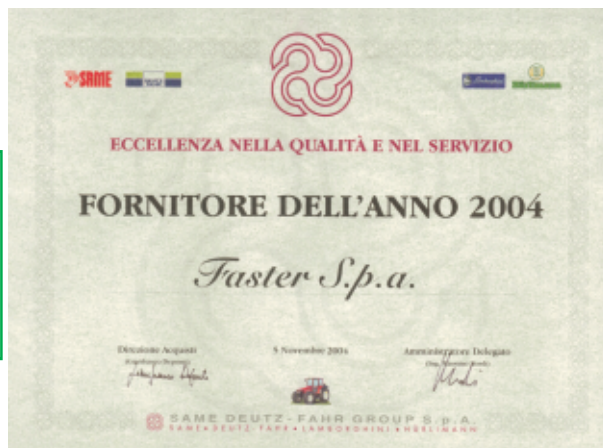 SAME
ECCELLENZA NELLA QUALITÀ E NEL SERVIZIO
FORNITORE DELL'ANNO 2004
Faster S.p.a.
Direzione Acquisti 5 Novembre 2004 Amministratore Delegato
SAME DEUTZ-FAHR GROUP S.p.A.
SAME • DEUTZ-FAHR • LAMBORGHINI • HÜRLIMANN